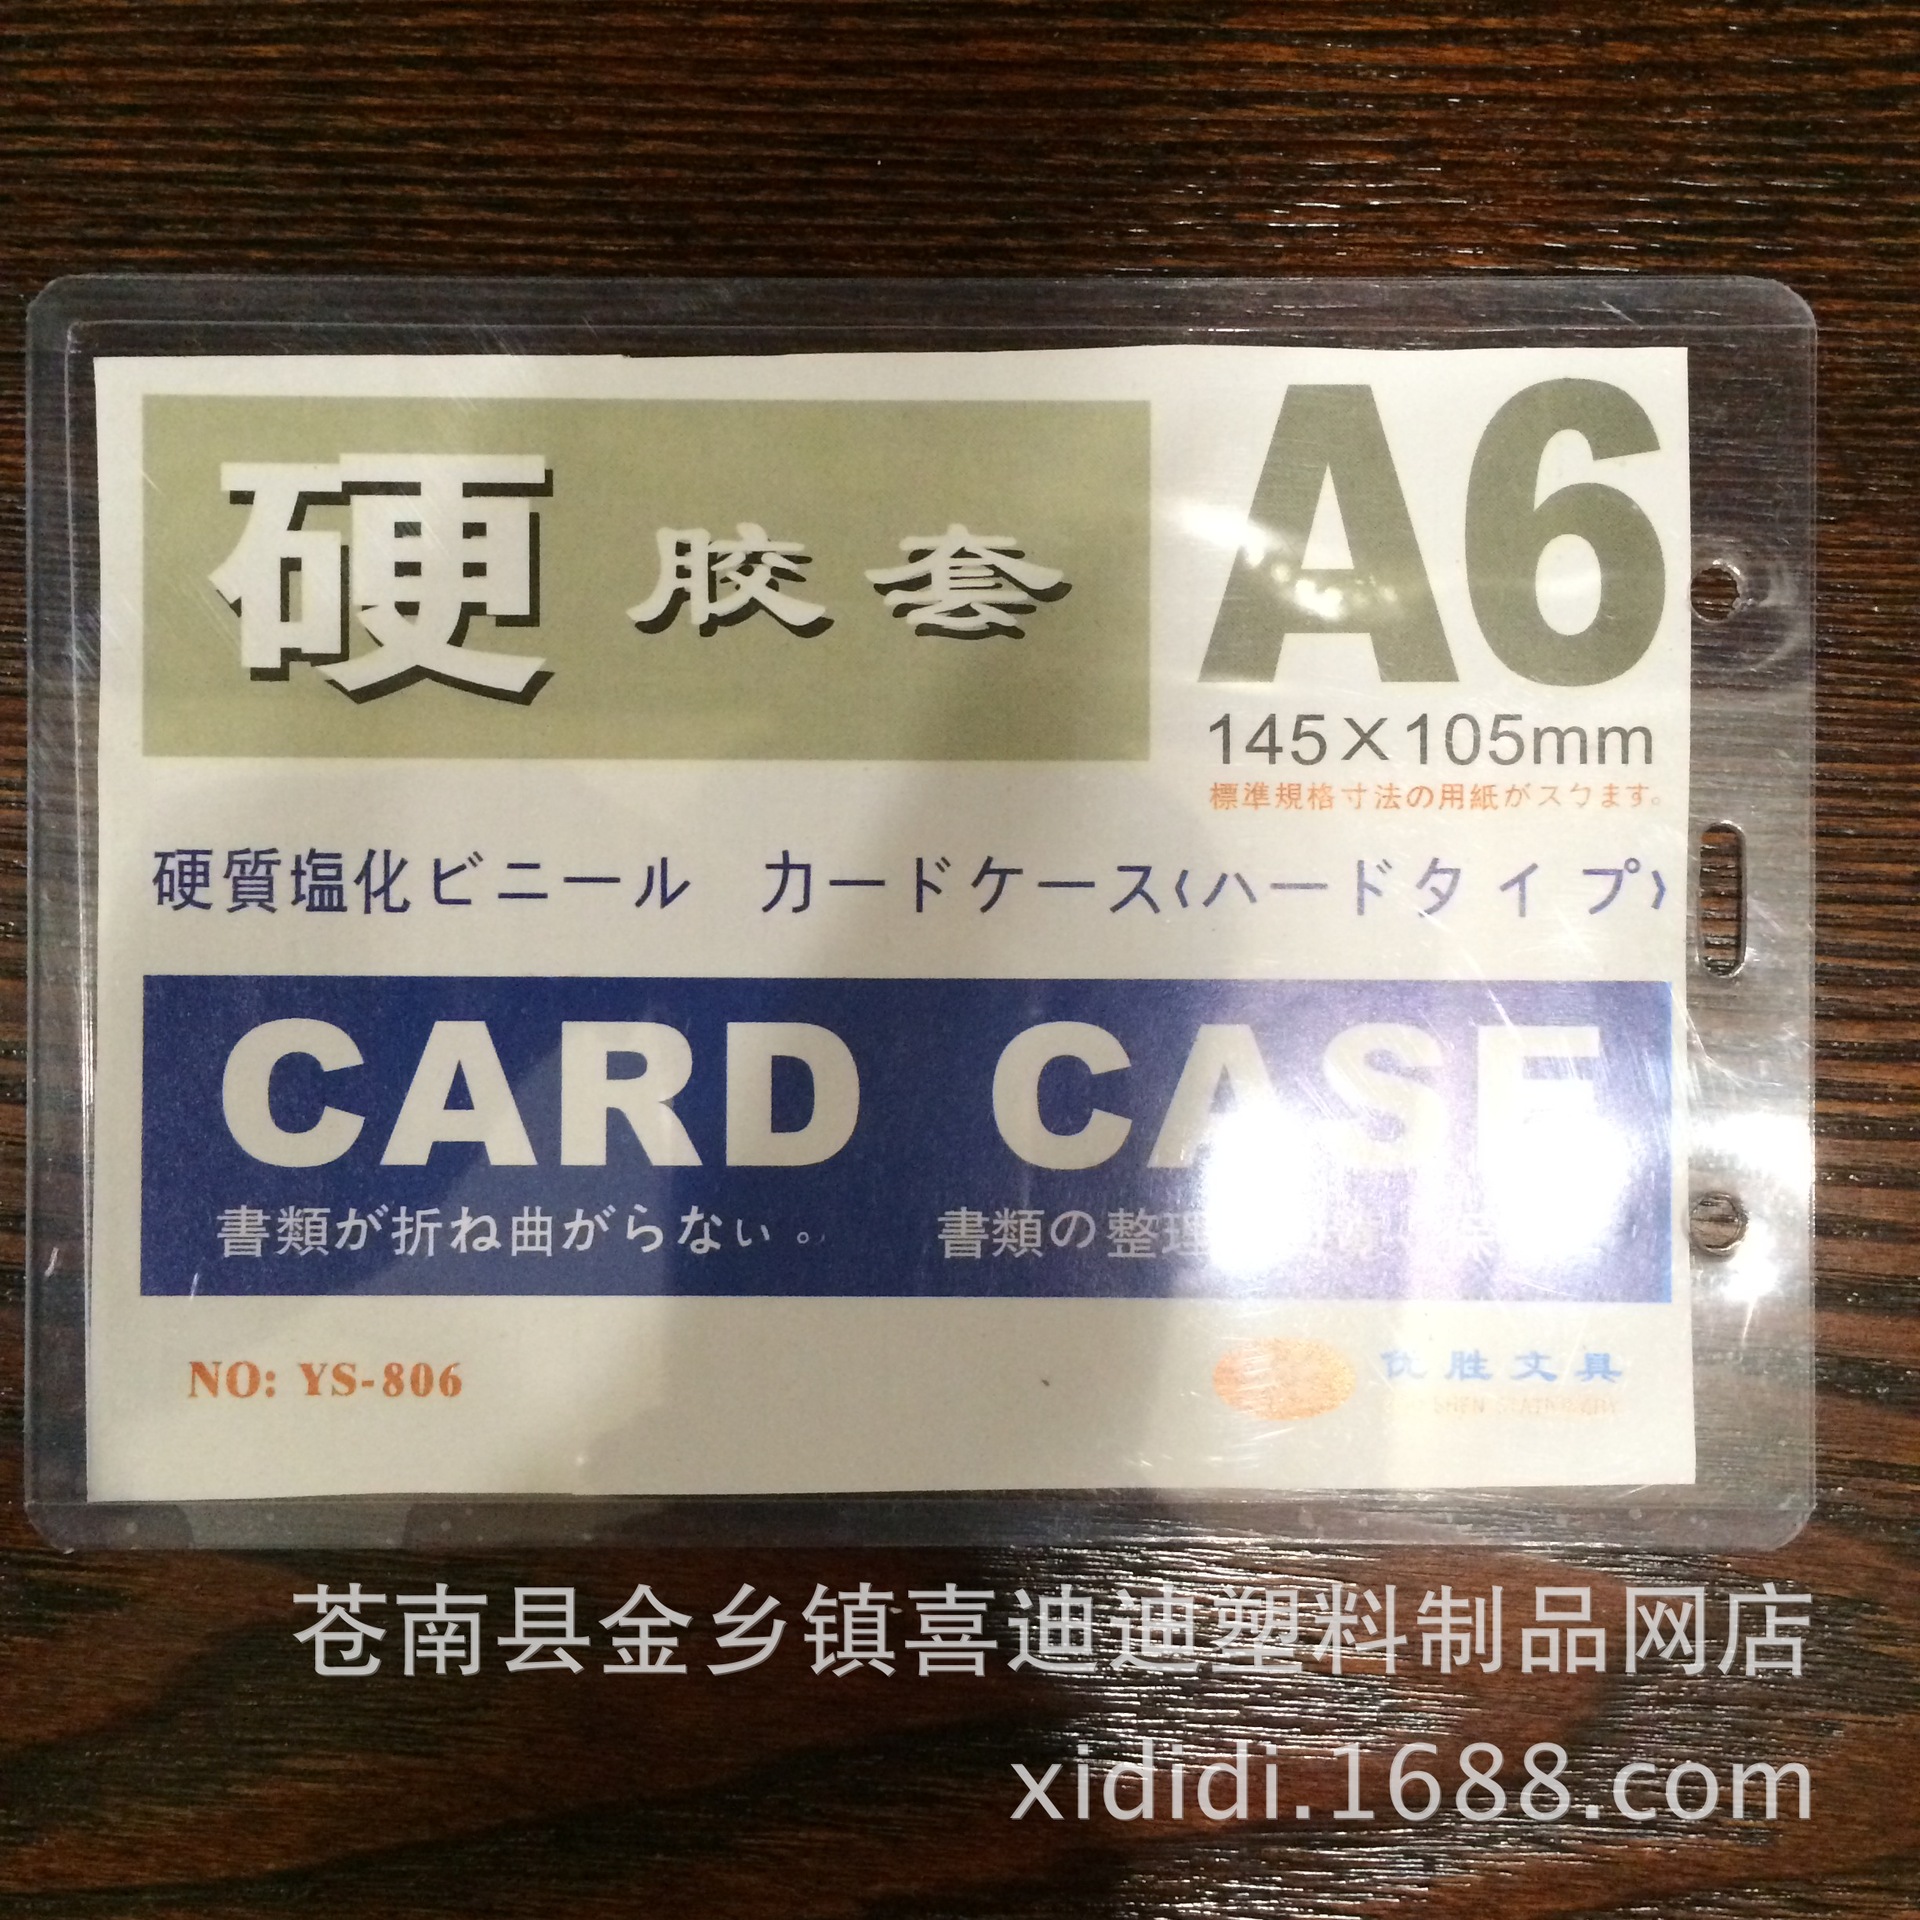 硬 胶 套
A6
145×105mm
標準規格寸法の用紙がスクます。
硬質塩化ビニール カードケース〈ハードタイプ〉
CARD CASE
書類が折ね曲がらない。
書類の整理
NO: YS-806
优胜文具
SHEN STATIONERY
苍南县金乡镇喜迪迪塑料制品网店
xididi.1688.com